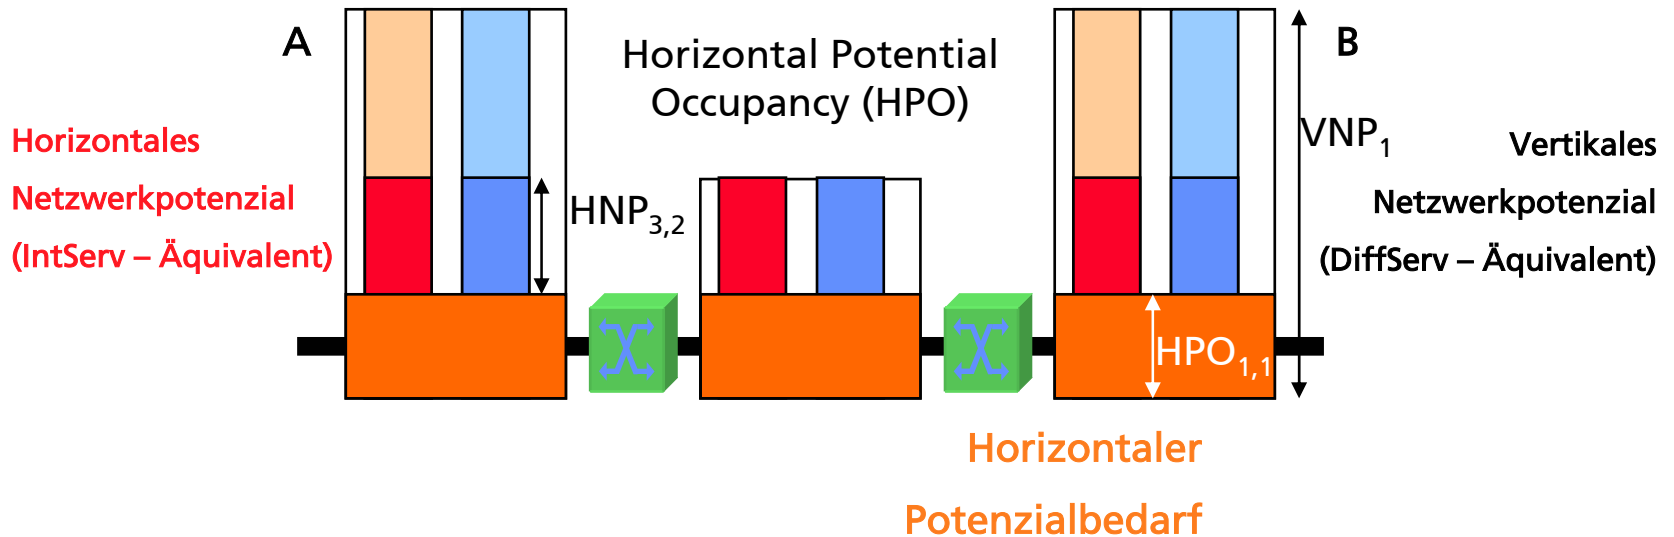 A
Horizontal Potential
Occupancy (HPO)
B
Horizontales
Netzwerkpotenzial
(IntServ – Äquivalent)
HNP3,2
VNP1
Vertikales
Netzwerkpotenzial
(DiffServ – Äquivalent)
HPO1,1
Horizontaler
Potenzialbedarf